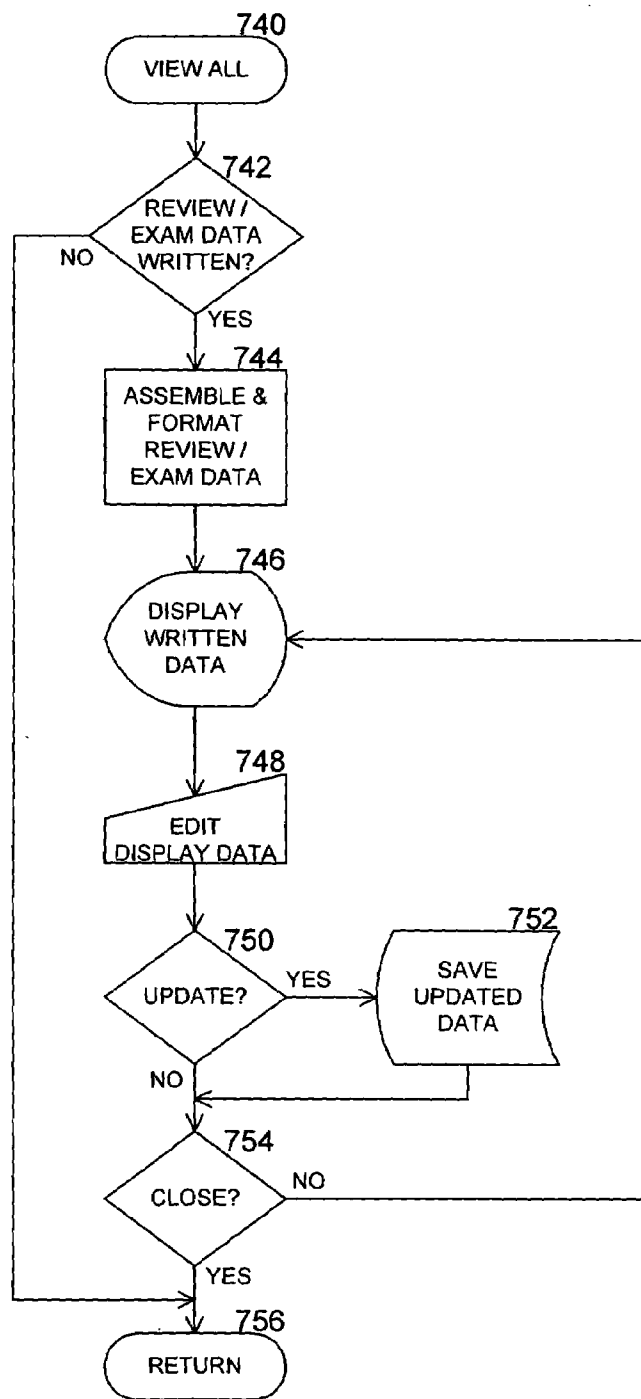 740
VIEW ALL
742
REVIEW /
EXAM DATA
WRITTEN?
NO
YES
744
ASSEMBLE &
FORMAT
REVIEW /
EXAM DATA
746
DISPLAY
WRITTEN
DATA
748
EDIT
DISPLAY DATA
750
UPDATE?
YES
752
SAVE
UPDATED
DATA
NO
754
CLOSE?
NO
YES
756
RETURN